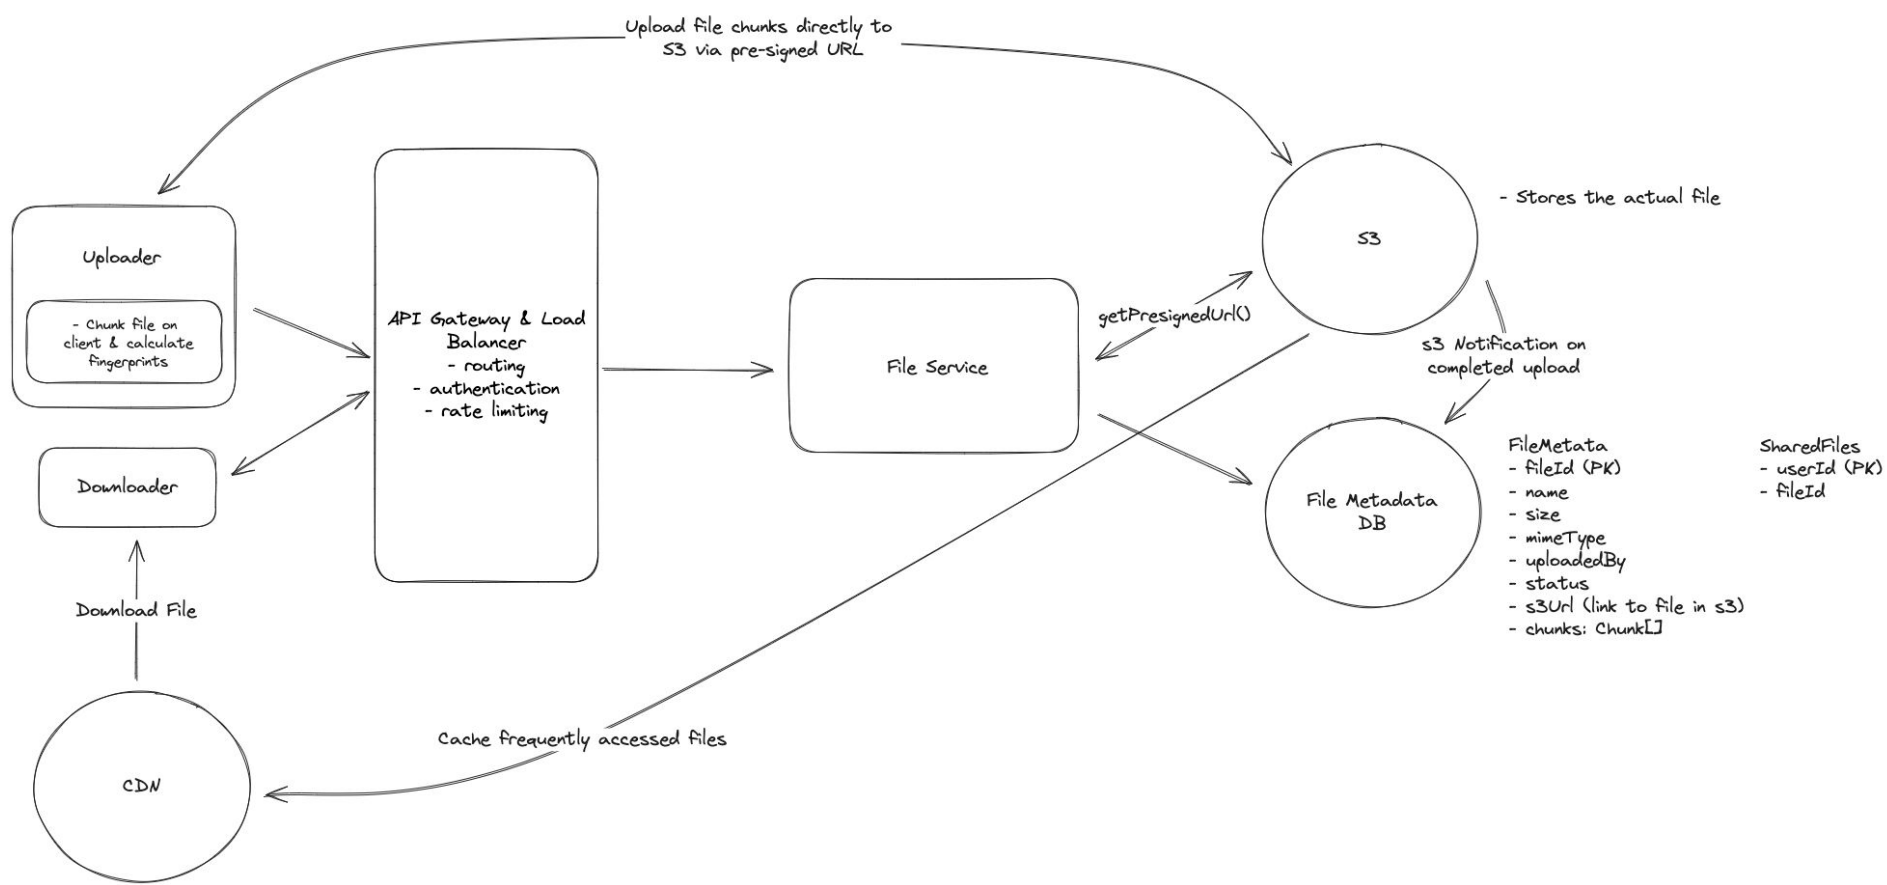 Upload file chunks directly to
S3 via pre-signed URL
Uploader
- Chunk file on
client & calculate
fingerprints
Downloader
Download File
CDN
API Gateway & Load
Balancer
- routing
- authentication
- rate limiting
File Service
getPresignedUrl()
S3
- Stores the actual file
s3 Notification on
completed upload
File Metadata
DB
FileMetata
- fileId (PK)
- name
- size
- mimeType
- uploadedBy
- status
- s3Url (link to file in s3)
- chunks: Chunk[]
SharedFiles
- userId (PK)
- fileId
Cache frequently accessed files